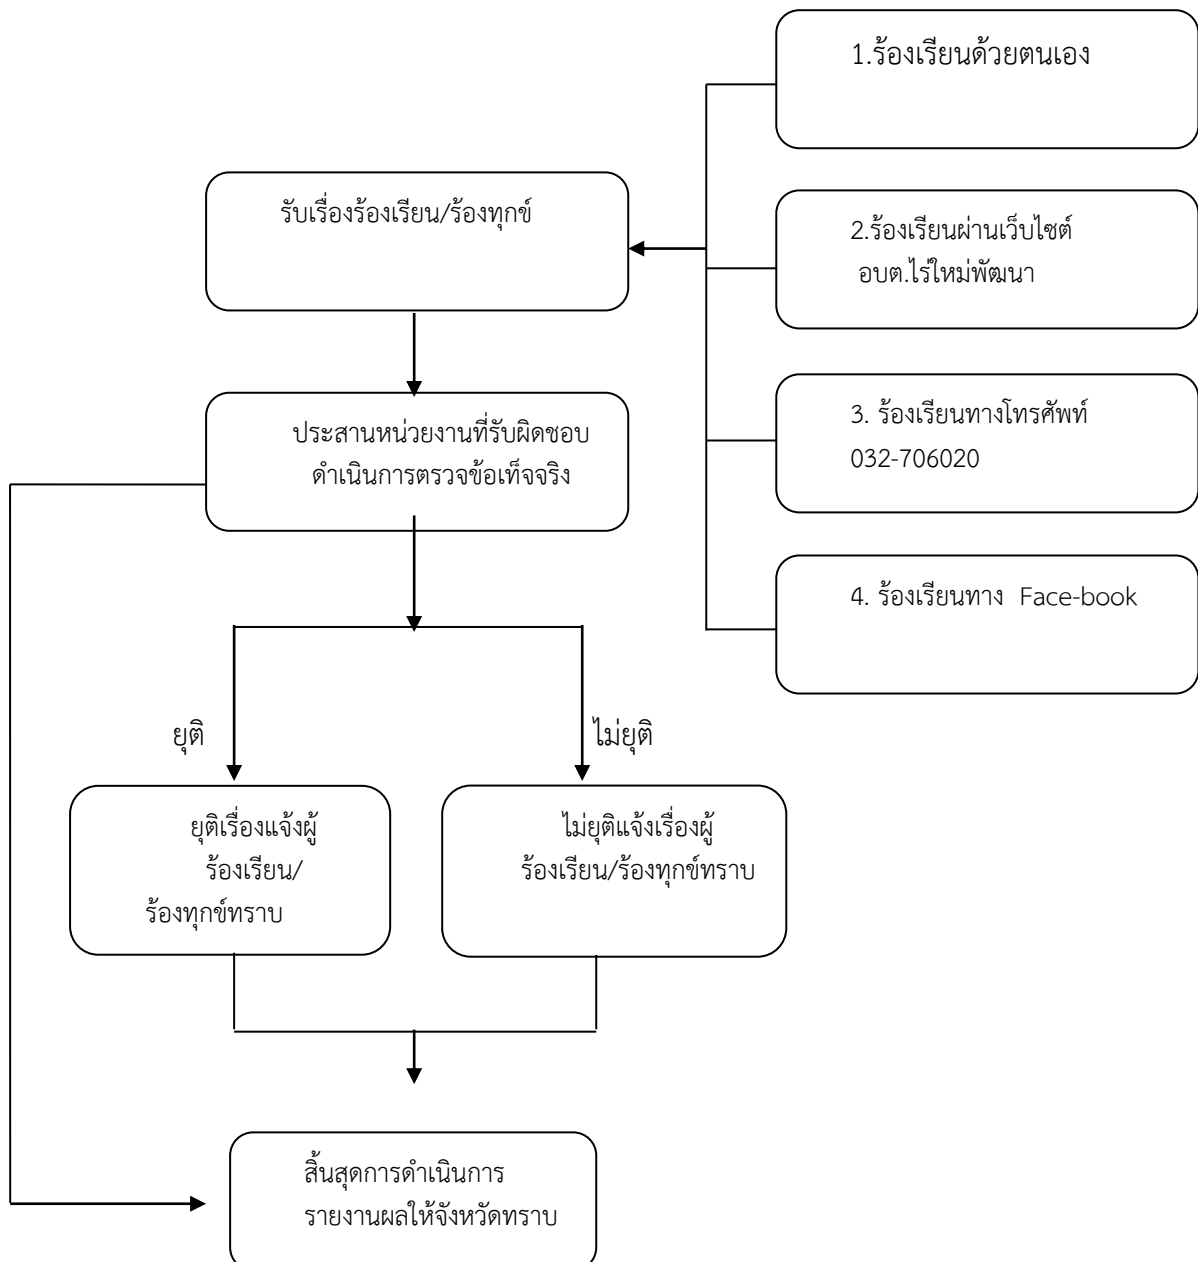 1.ร้องเรียนด้วยตนเอง
รับเรื่องร้องเรียน/ร้องทุกข์
2.ร้องเรียนผ่านเว็บไซต์
อบต.ไร่ใหม่พัฒนา
3. ร้องเรียนทางโทรศัพท์
032-706020
ประสานหน่วยงานที่รับผิดชอบ
ดำเนินการตรวจข้อเท็จจริง
4. ร้องเรียนทาง Face-book
ยุติ
ไม่ยุติ
ยุติเรื่องแจ้งผู้
ร้องเรียน/
ร้องทุกข์ทราบ
ไม่ยุติแจ้งเรื่องผู้
ร้องเรียน/ร้องทุกข์ทราบ
สิ้นสุดการดำเนินการ
รายงานผลให้จังหวัดทราบ